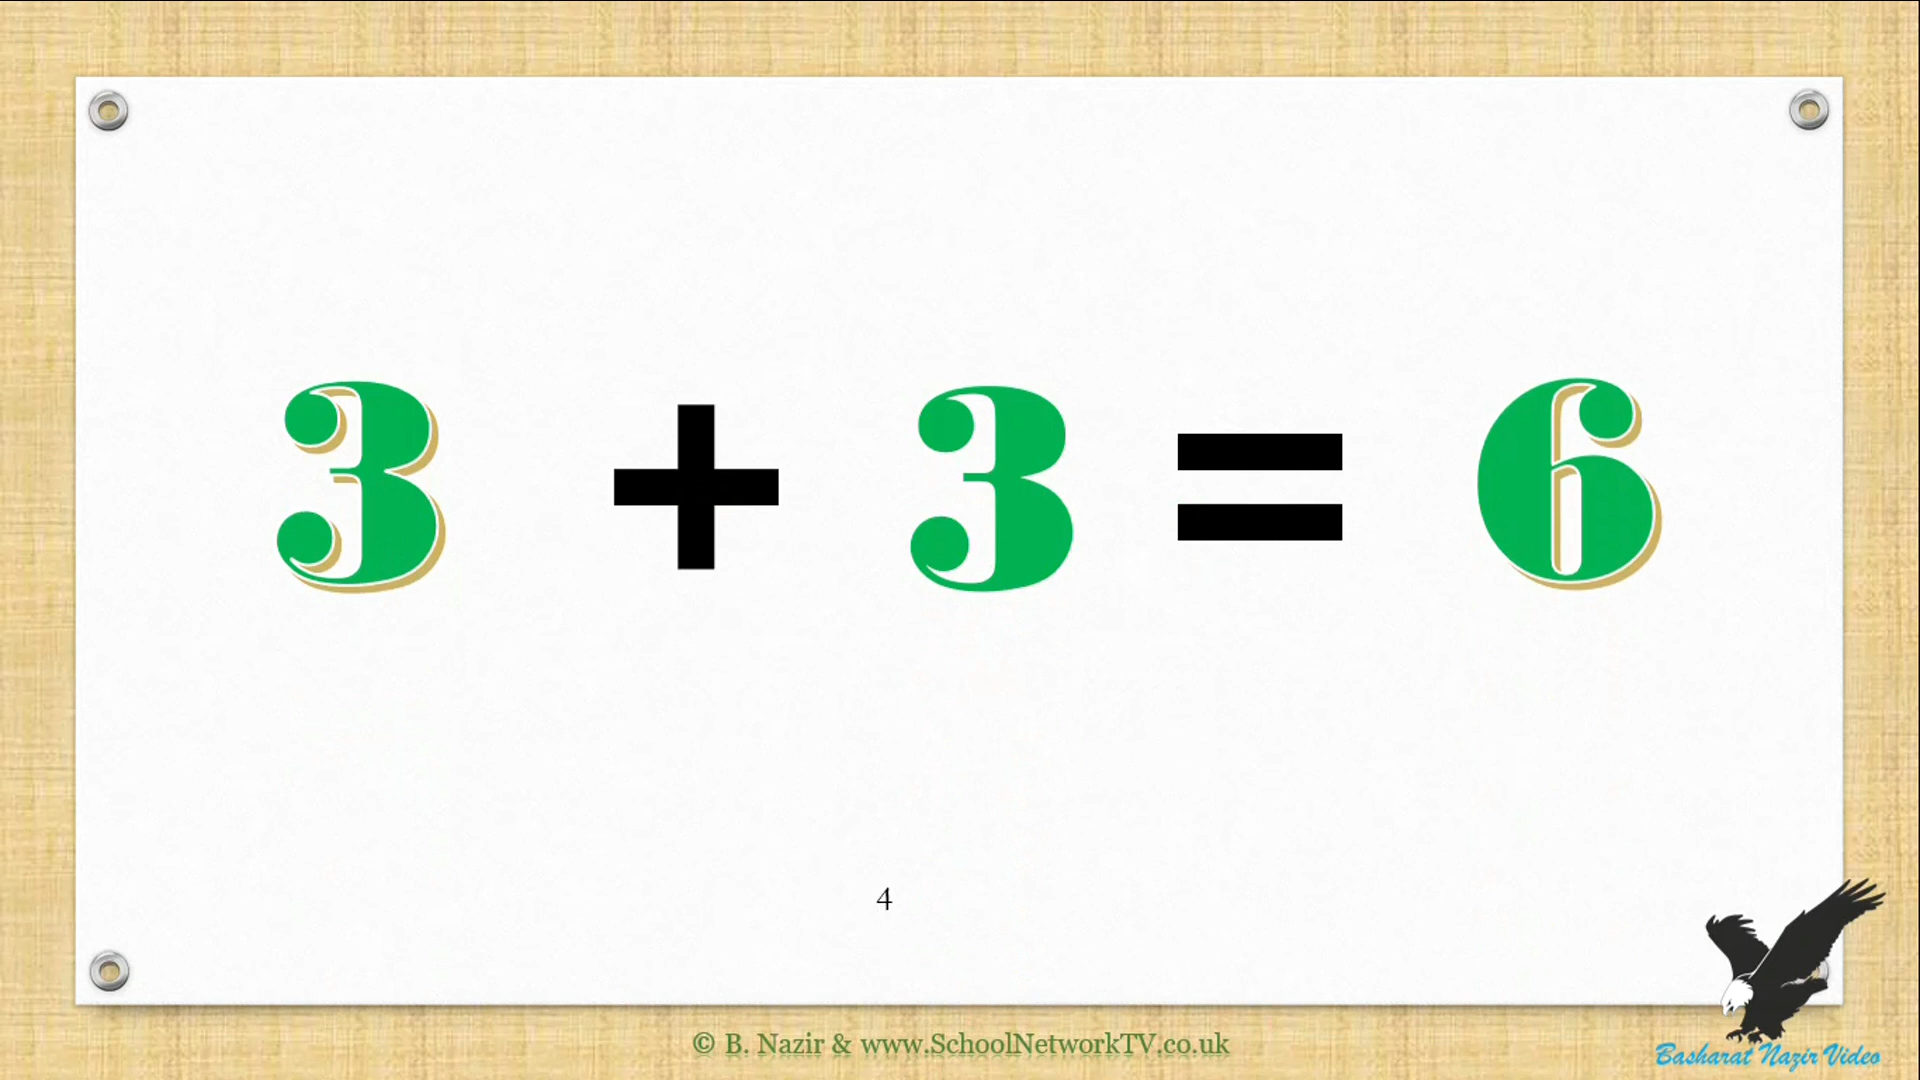 3 + 3 = 6
4
© B. Nazir & www.SchoolNetworkTV.co.uk
Basharat Nazir Video